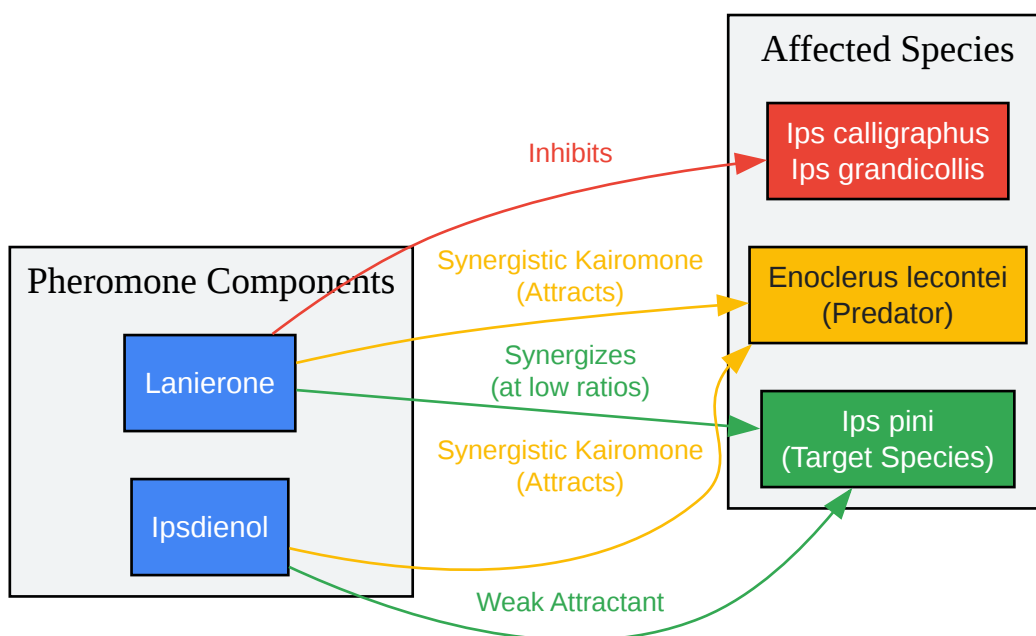 Affected Species
Ips calligraphus
Ips grandicollis
Inhibits
Pheromone Components
Synergistic Kairomone
(Attracts)
Enoclerus lecontei
(Predator)
Lanierone
Synergizes
(at low ratios)
Ips pini
(Target Species)
Synergistic Kairomone
(Attracts)
Ipsdienol
Weak Attractant